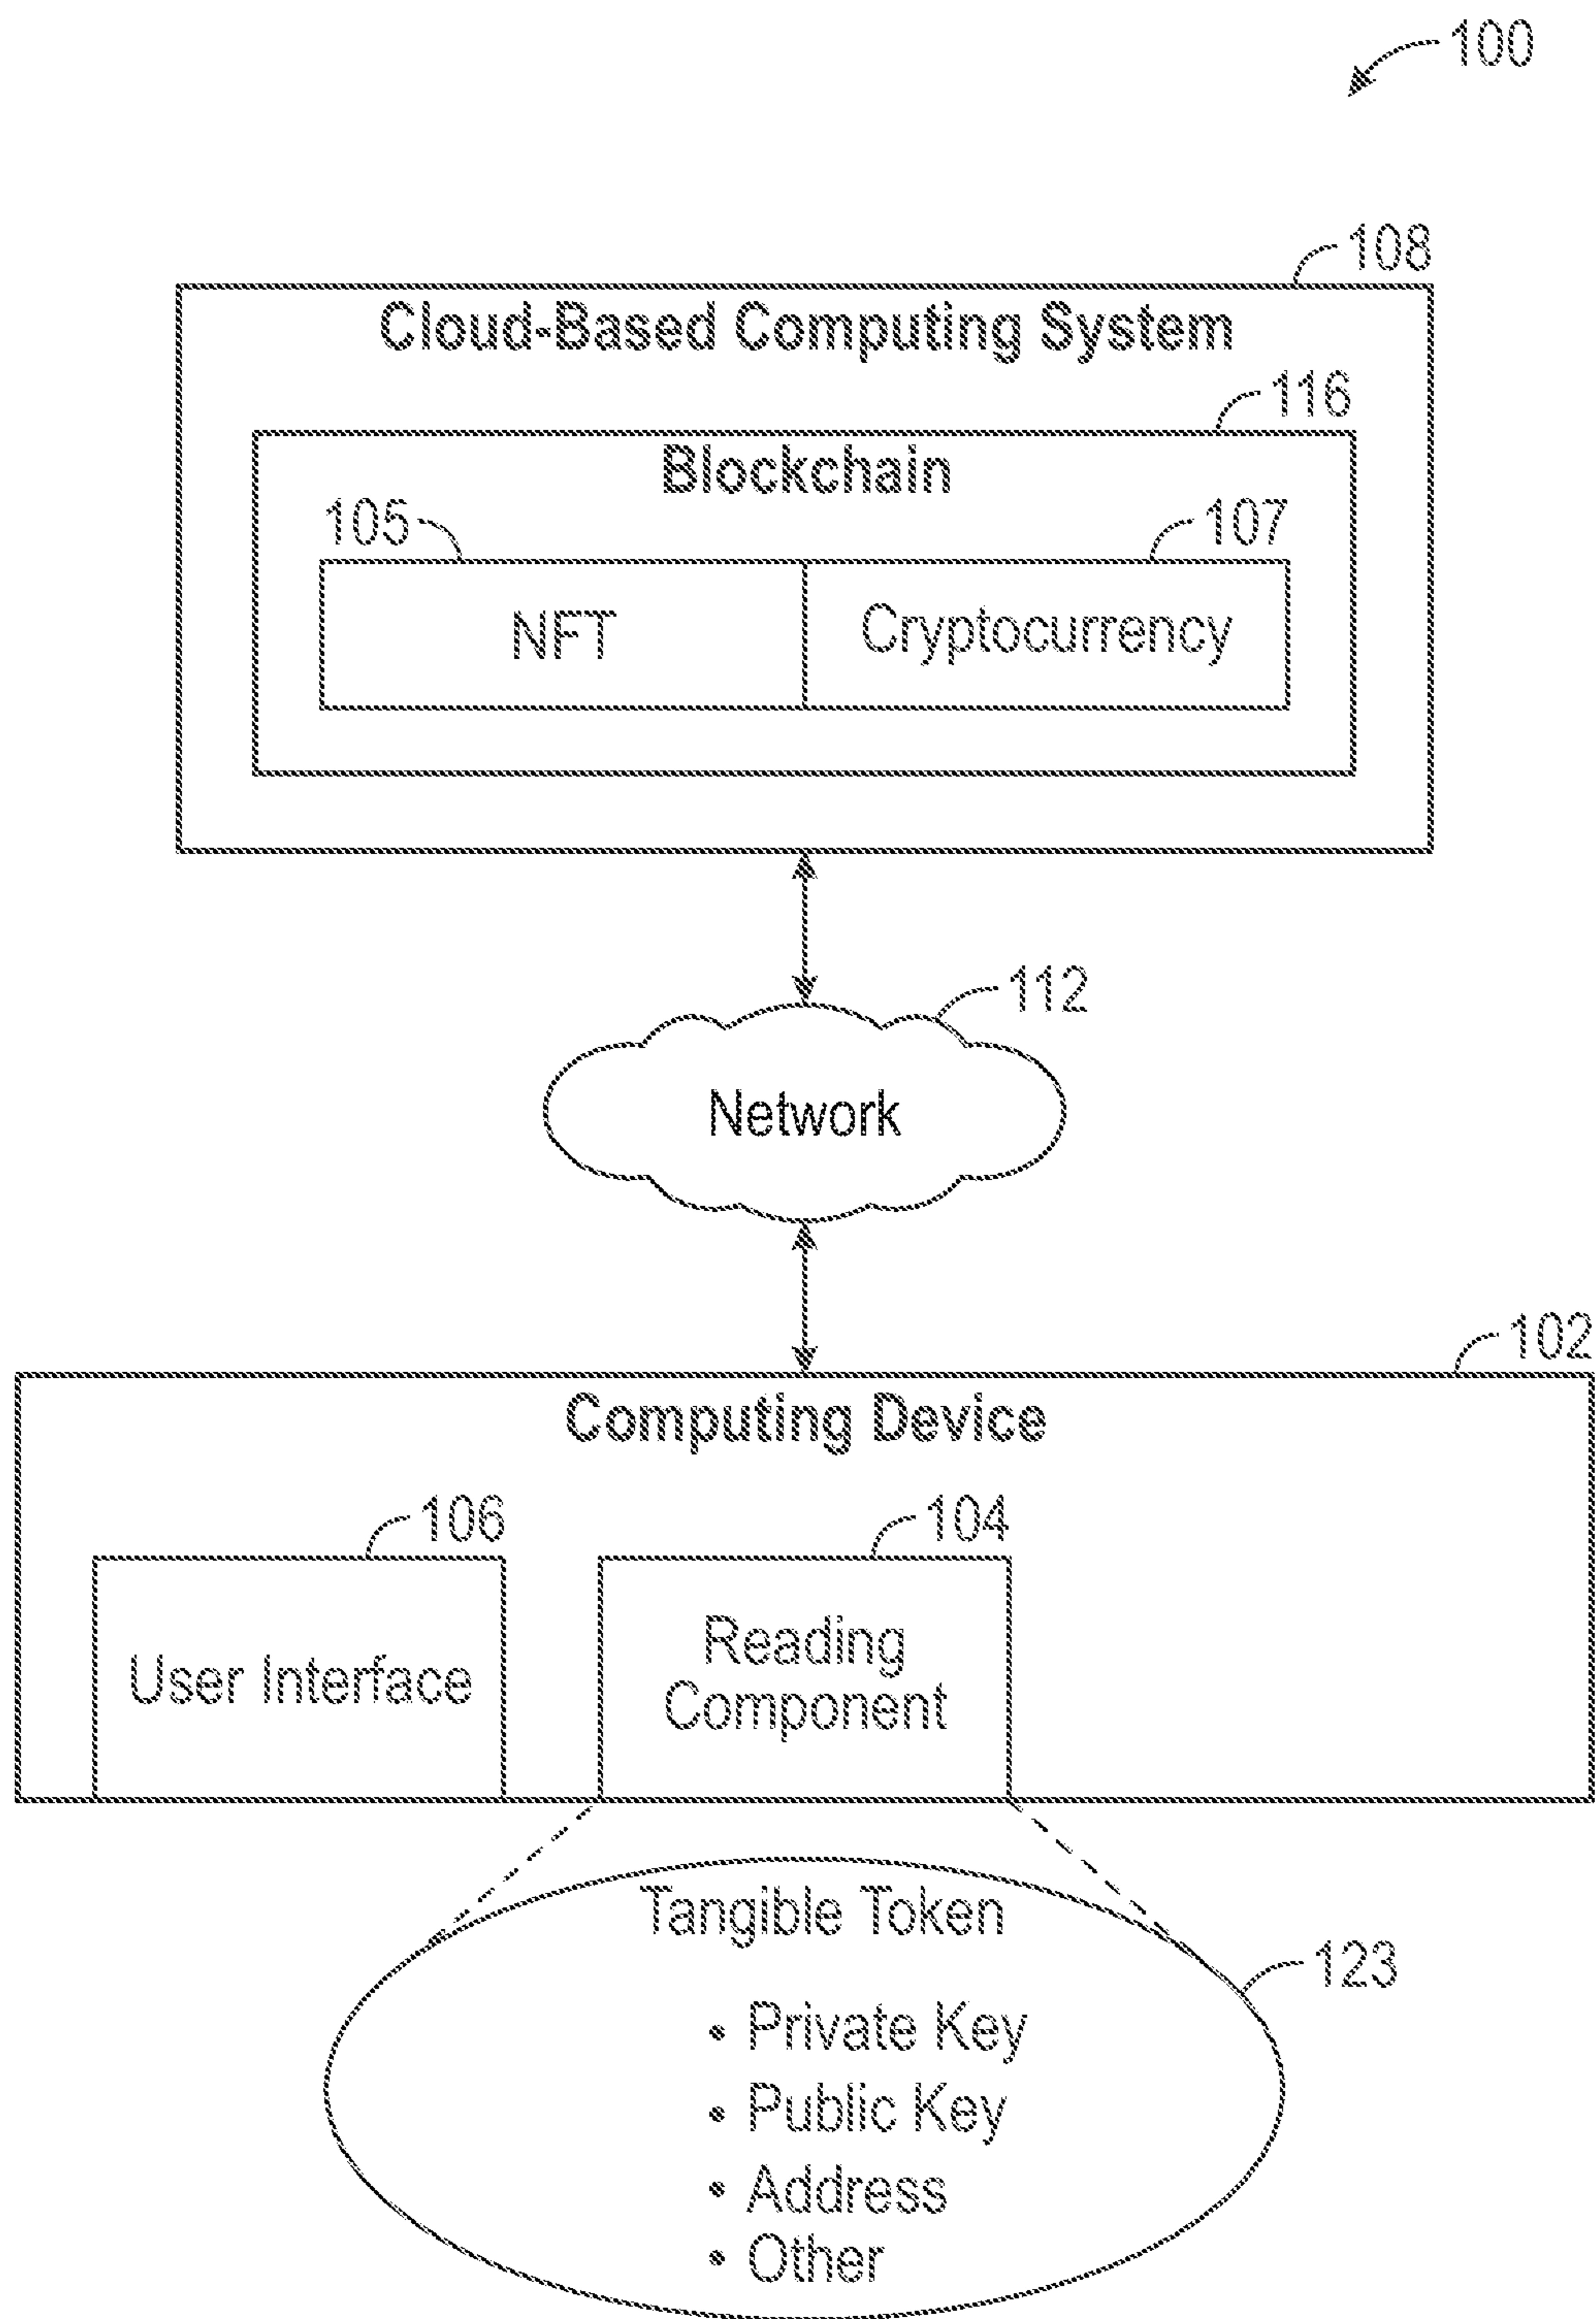 100
108
Cloud-Based Computing System
116
Blockchain
105
107
NFT
Cryptocurrency
112
Network
102
Computing Device
106
104
User Interface
Reading
Component
Tangible Token
123
• Private Key
• Public Key
• Address
• Other